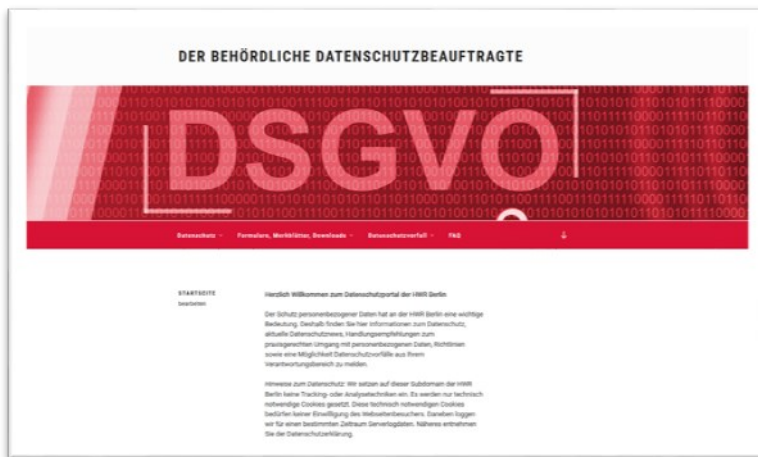 DER BEHÖRDLICHE DATENSCHUTZBEAUFTRAGTE
DSGVO
Datenschutz Formulare, Merkblätter, Downloads Datenschutzvorfall FAQ
STARTSEITE
bearbeiten
Herzlich Willkommen zum Datenschutzportal der HWR Berlin
Der Schutz personenbezogener Daten hat an der HWR Berlin eine wichtige
Bedeutung. Deshalb finden Sie hier Informationen zum Datenschutz,
aktuelle Datenschutznews, Handlungsempfehlungen zum
praxisgerechten Umgang mit personenbezogenen Daten, Richtlinien
sowie eine Möglichkeit Datenschutzvorfälle aus Ihrem
Verantwortungsbereich zu melden.
Hinweise zum Datenschutz: Wir setzen auf dieser Subdomain der HWR
Berlin keine Tracking- oder Analysetechniken ein. Es werden nur technisch
notwendige Cookies gesetzt. Diese technisch notwendigen Cookies
bedürfen keiner Einwilligung des Webseitenbesuchers. Daneben loggen
wir für einen bestimmten Zeitraum Serverlogdaten. Näheres entnehmen
Sie der Datenschutzerklärung.